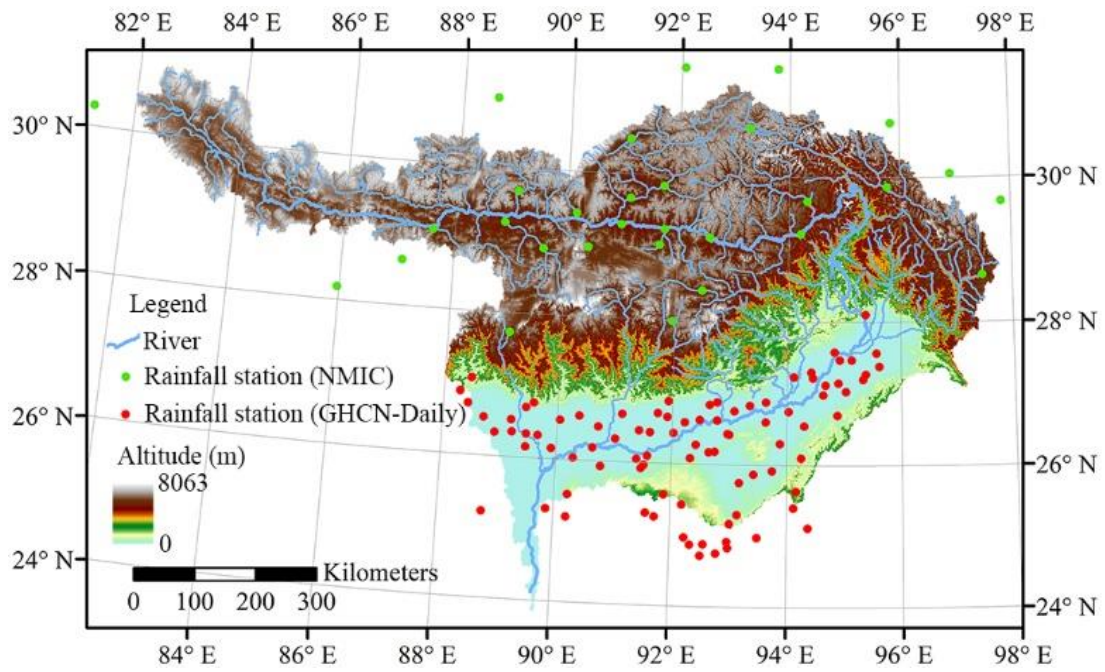 82° E 84° E 86° E 88° E 90° E 92° E 94° E 96° E 98° E
30° N
30° N
28° N
28° N
Legend
River
Rainfall station (NMIC)
Rainfall station (GHCN-Daily)
26° N
26° N
Altitude (m)
8063
0
24° N
24° N
Kilometers
0 100 200 300
84° E 86° E 88° E 90° E 92° E 94° E 96° E 98° E